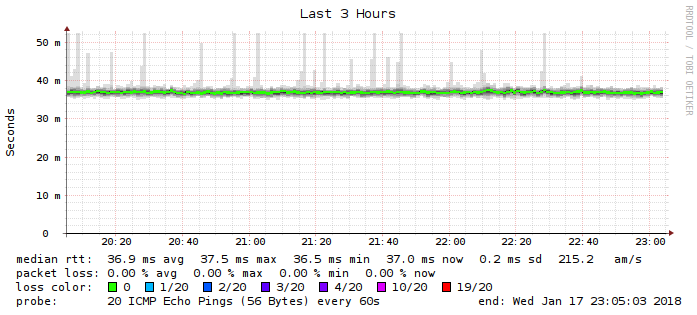 Last 3 Hours
RRDTOOL / TOBI OETIKER
Seconds
50 m
40 m
30 m
20 m
10 m
0
20:20 20:40 21:00 21:20 21:40 22:00 22:20 22:40 23:00
median rtt: 36.9 ms avg 37.5 ms max 36.5 ms min 37.0 ms now 0.2 ms sd 215.2 am/s
packet loss: 0.00 % avg 0.00 % max 0.00 % min 0.00 % now
loss color: 0 1/20 2/20 3/20 4/20 10/20 19/20
probe: 20 ICMP Echo Pings (56 Bytes) every 60s end: Wed Jan 17 23:05:03 2018